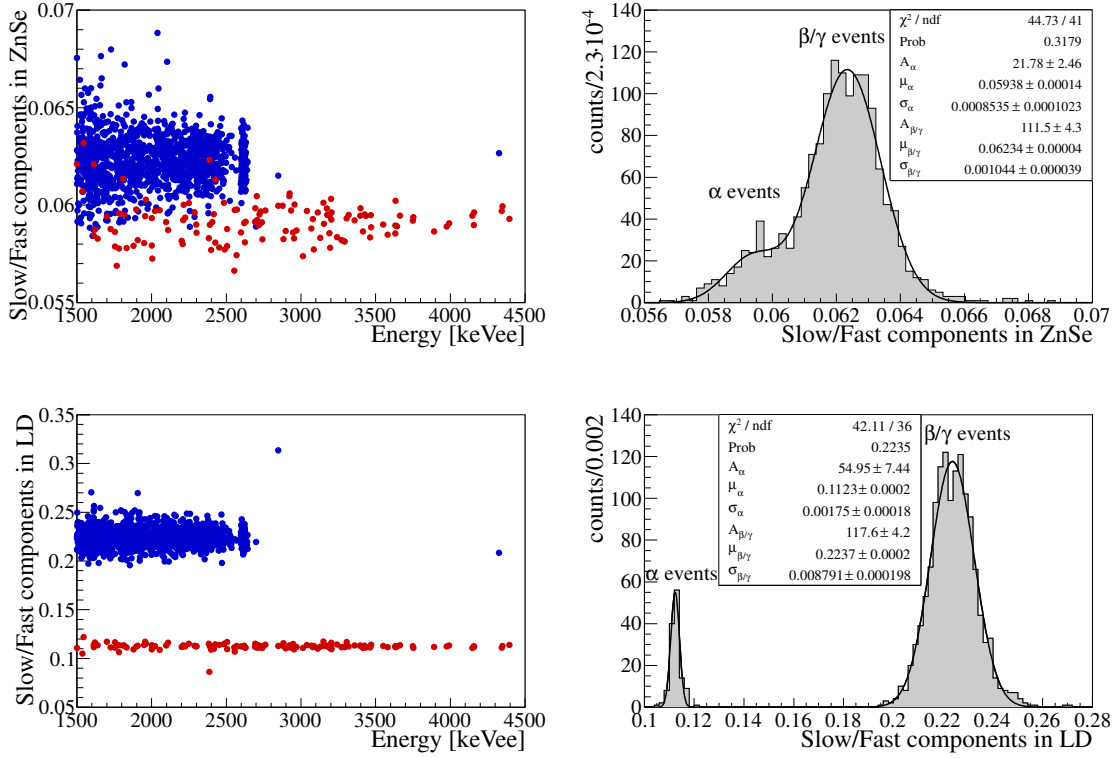 Slow/Fast components in ZnSe
0.07
0.065
0.06
0.055
1500 2000 2500 3000 3500 4000 4500
Energy [keVee]
counts/2.3·10⁻⁴
140
120
100
80
60
40
20
0
β/γ events
α events
χ² / ndf 44.73 / 41
Prob 0.3179
A_α 21.78 ± 2.46
μ_α 0.05938 ± 0.00014
σ_α 0.0008535 ± 0.0001023
A_β/γ 111.5 ± 4.3
μ_β/γ 0.06234 ± 0.00004
σ_β/γ 0.001044 ± 0.000039
0.056 0.058 0.06 0.062 0.064 0.066 0.068 0.07
Slow/Fast components in ZnSe
Slow/Fast components in LD
0.35
0.3
0.25
0.2
0.15
0.1
0.05
1500 2000 2500 3000 3500 4000 4500
Energy [keVee]
counts/0.002
140
120
100
80
60
40
20
0
χ² / ndf 42.11 / 36
Prob 0.2235
A_α 54.95 ± 7.44
μ_α 0.1123 ± 0.0002
σ_α 0.00175 ± 0.00018
A_β/γ 117.6 ± 4.2
μ_β/γ 0.2237 ± 0.0002
σ_β/γ 0.008791 ± 0.000198
β/γ events
α events
0.1 0.12 0.14 0.16 0.18 0.2 0.22 0.24 0.26 0.28
Slow/Fast components in LD